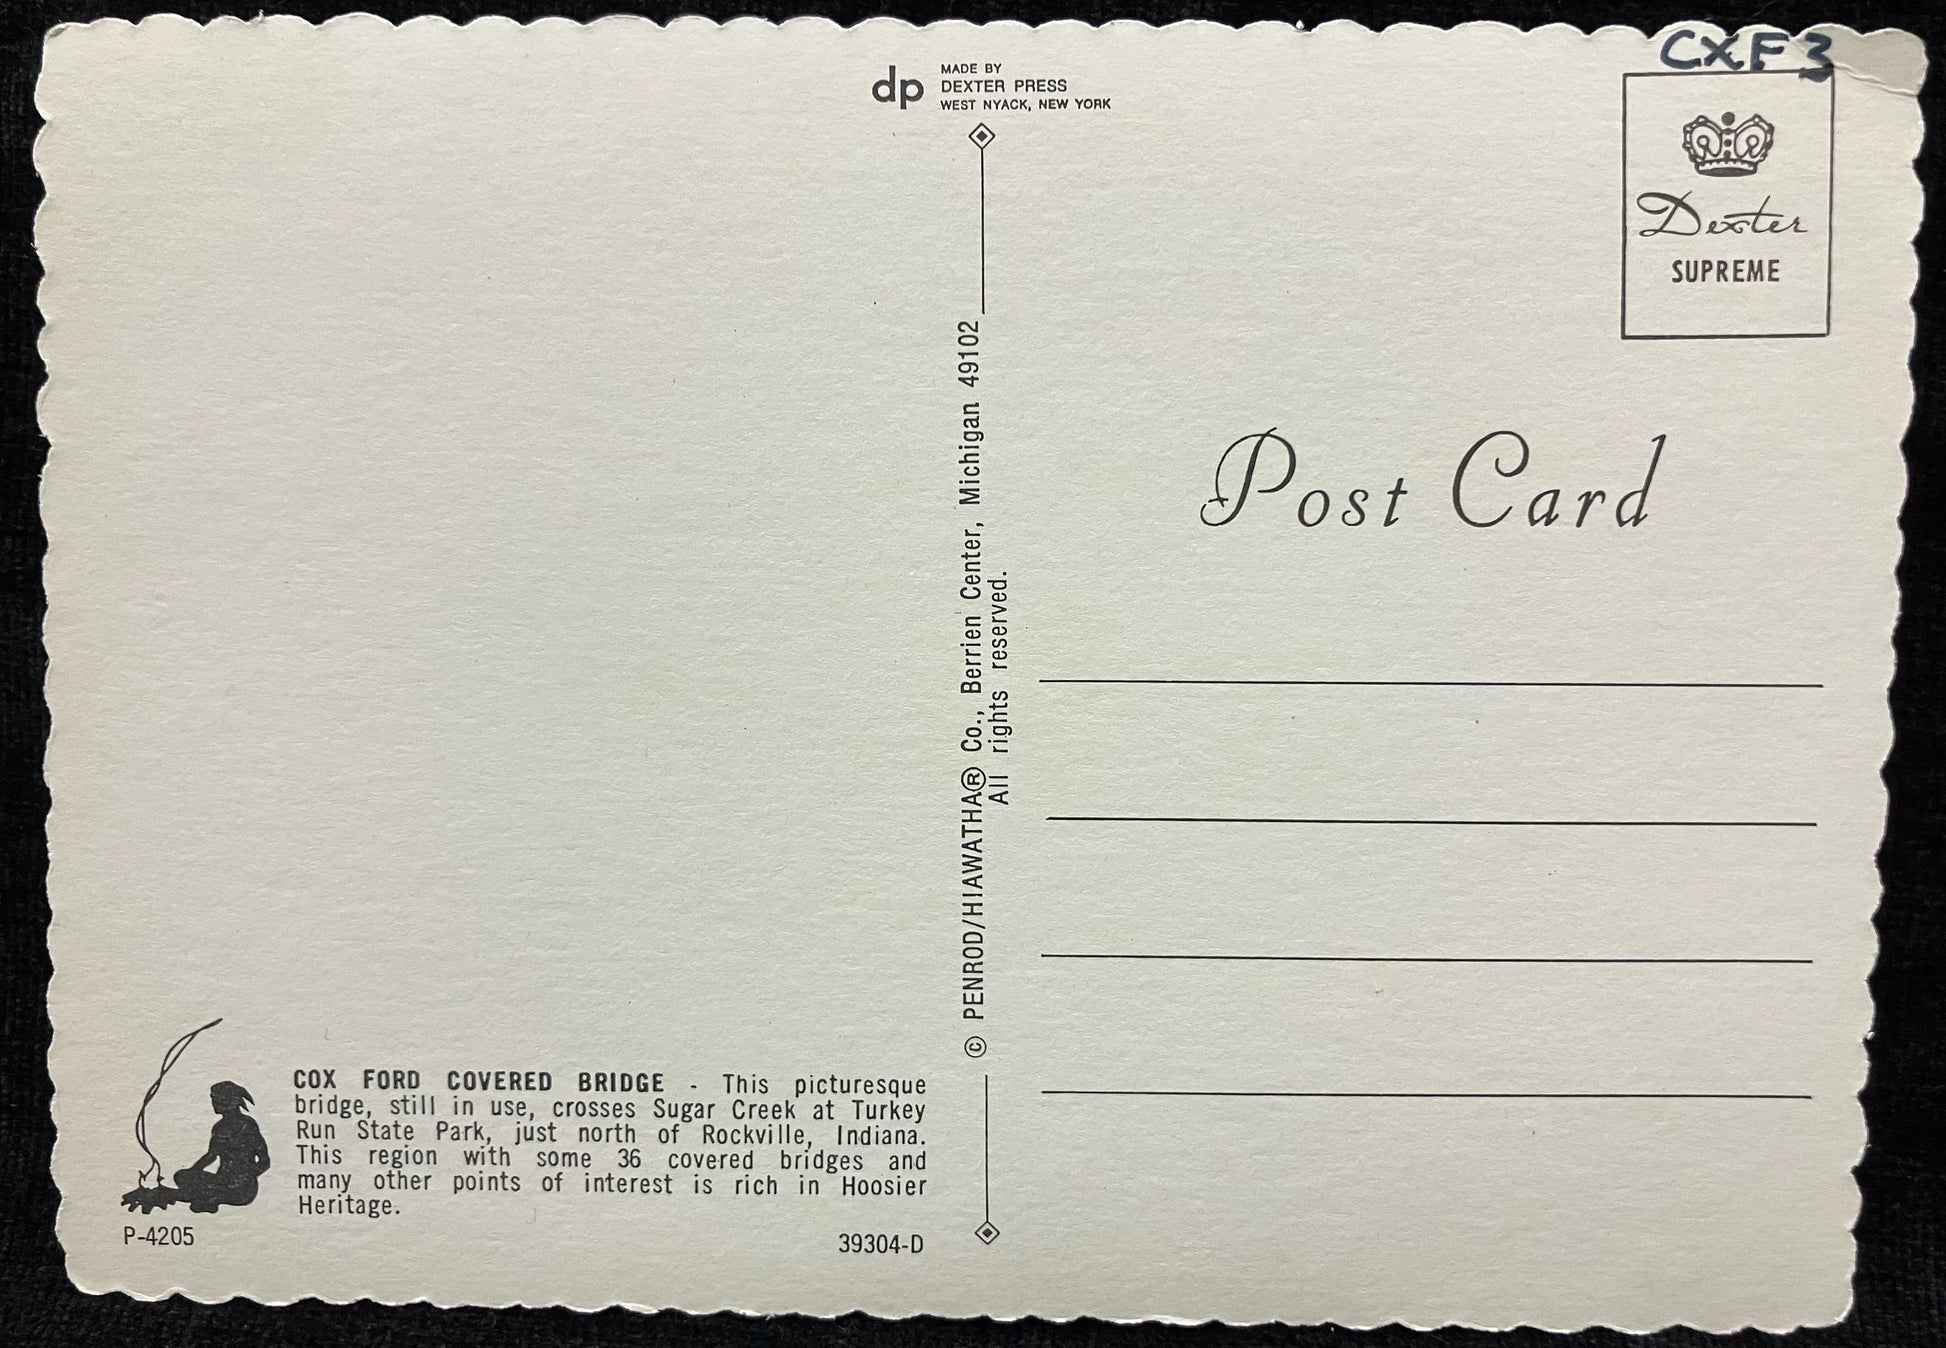 CXF3
dp
MADE BY
DEXTER PRESS
WEST NYACK, NEW YORK
Dexter
SUPREME
Post Card
© PENROD/HIAWATHA® Co., Berrien Center, Michigan 49102
All rights reserved.
COX FORD COVERED BRIDGE - This picturesque
bridge, still in use, crosses Sugar Creek at Turkey
Run State Park, just north of Rockville, Indiana.
This region with some 36 covered bridges and
many other points of interest is rich in Hoosier
Heritage.
P-4205
39304-D